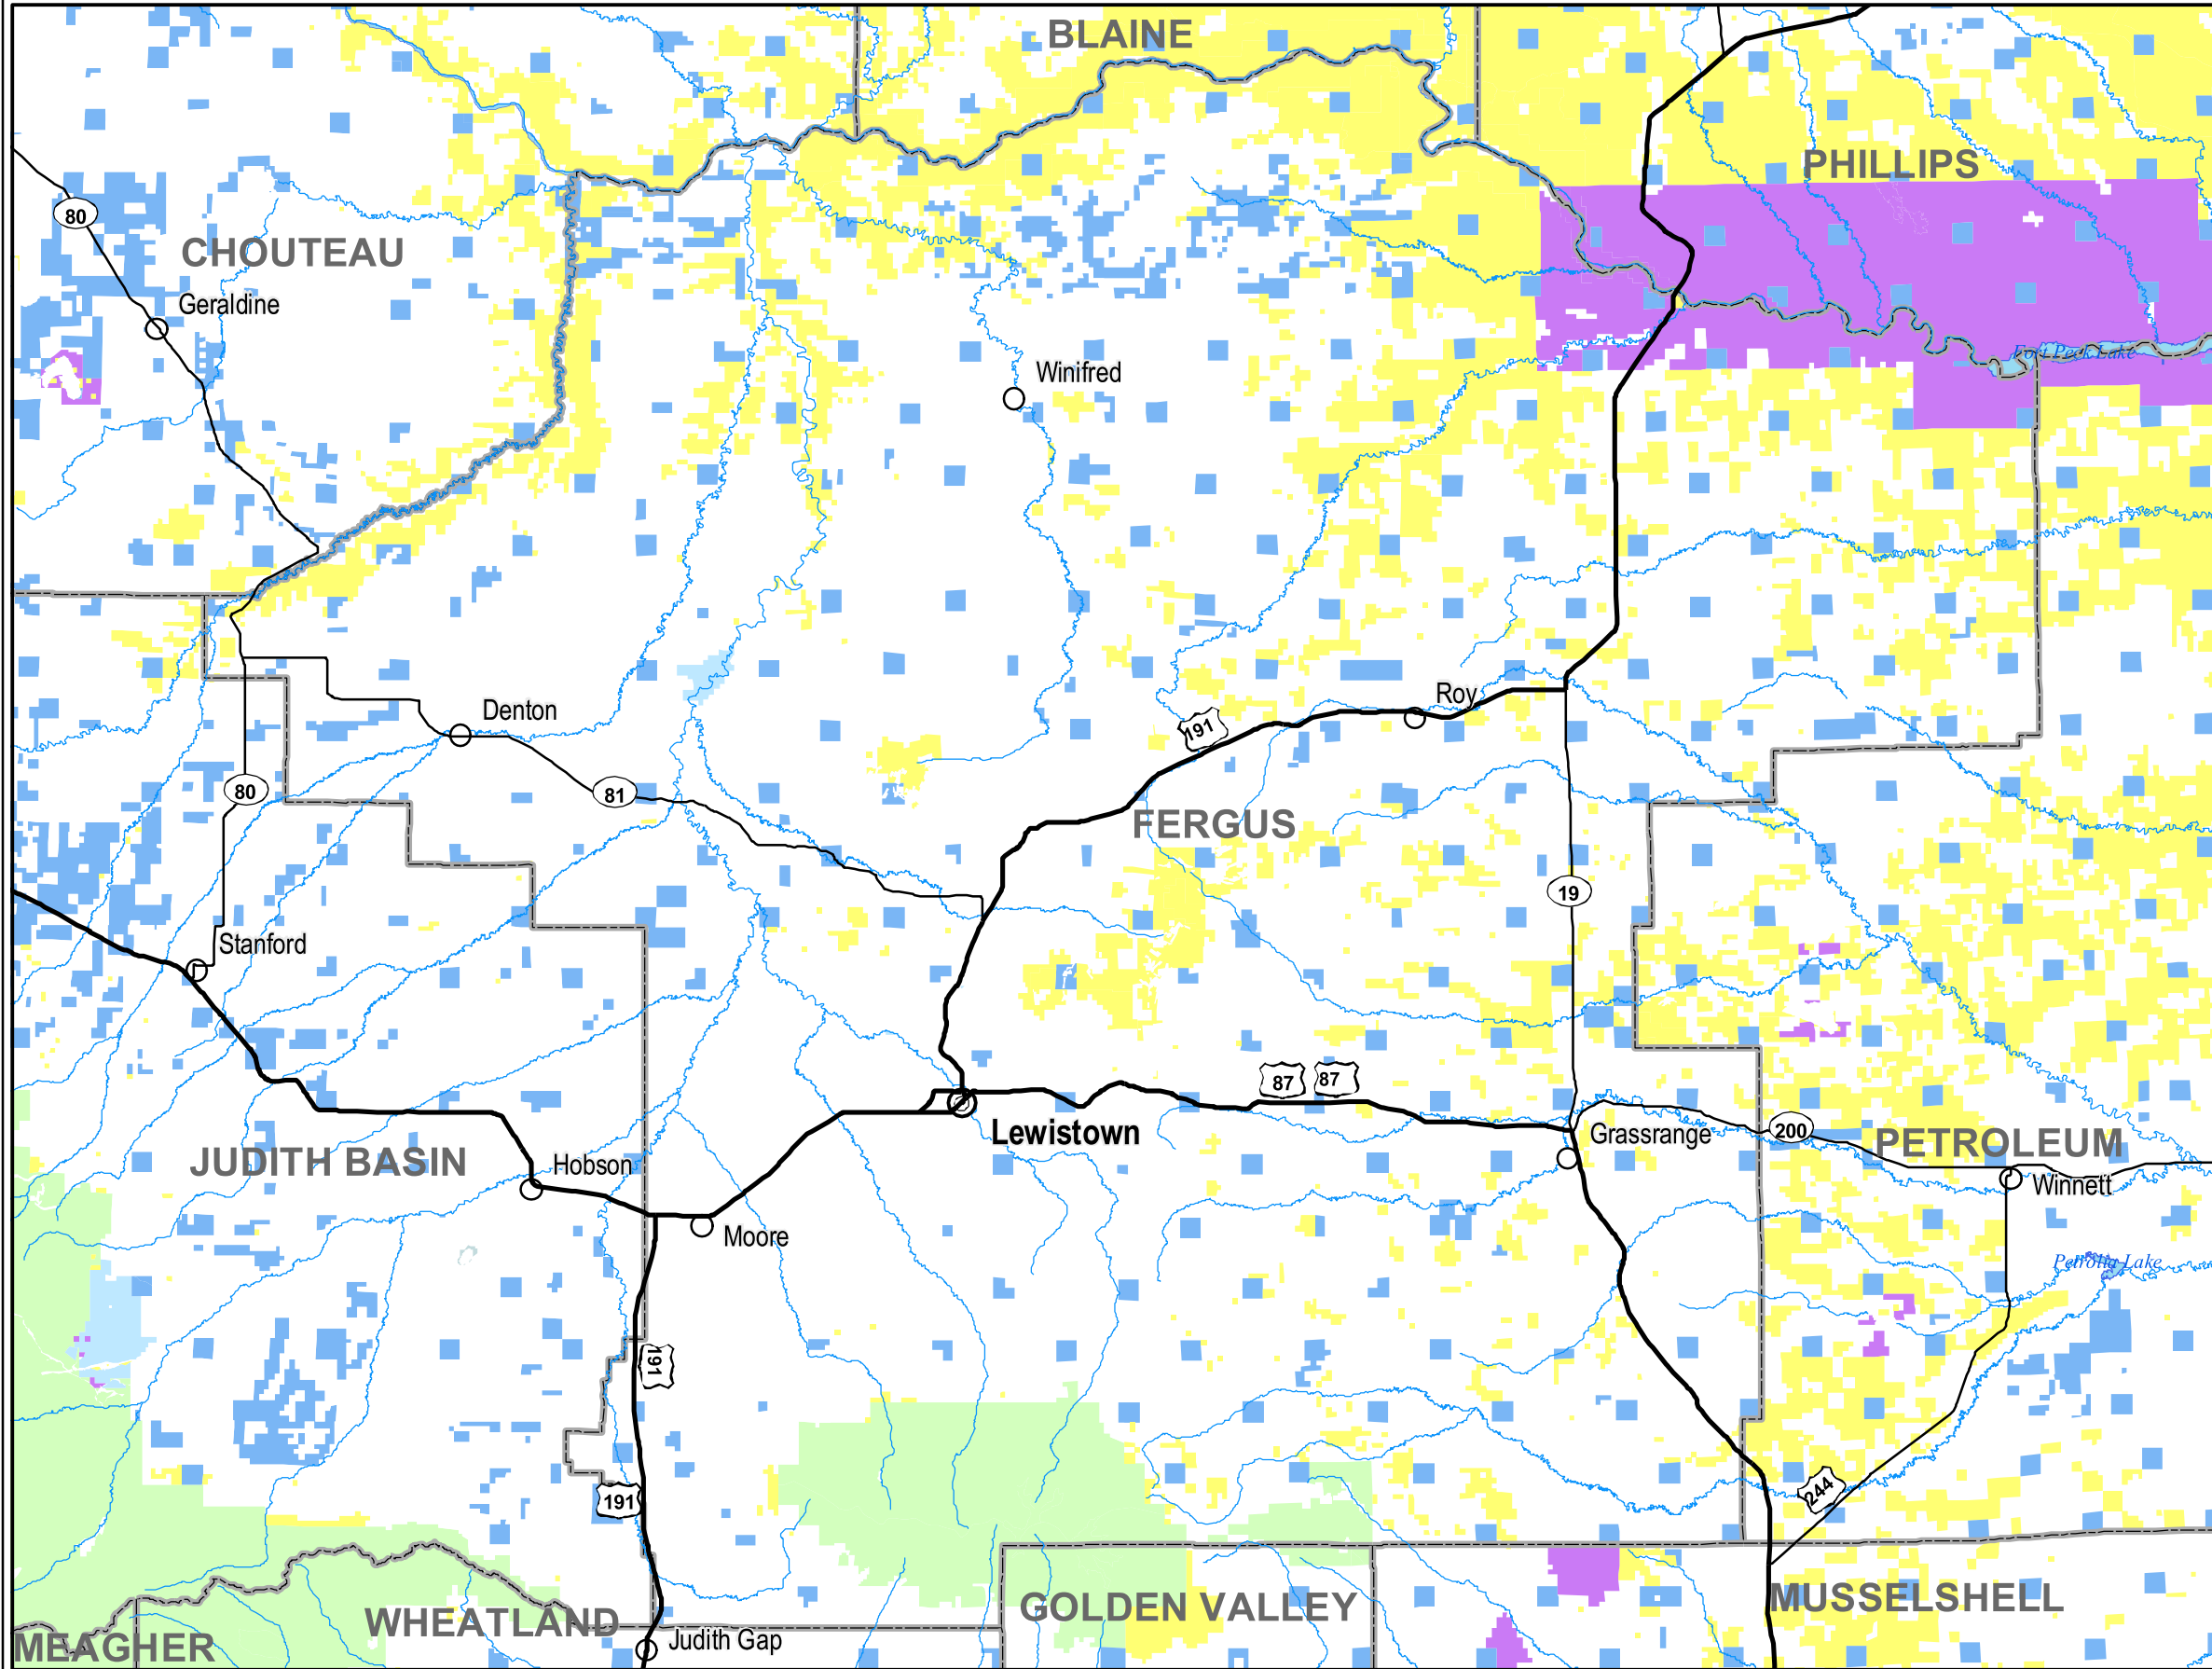 BLAINE
PHILLIPS
80
CHOUTEAU
Geraldine
Fort Peck Lake
Winifred
Roy
Denton
191
80
81
FERGUS
19
Stanford
87
87
Lewistown
200
Grassrange
PETROLEUM
JUDITH BASIN
Hobson
Winnett
Moore
Petrolia Lake
191
244
191
MUSSELSHELL
GOLDEN VALLEY
WHEATLAND
Judith Gap
MEAGHER